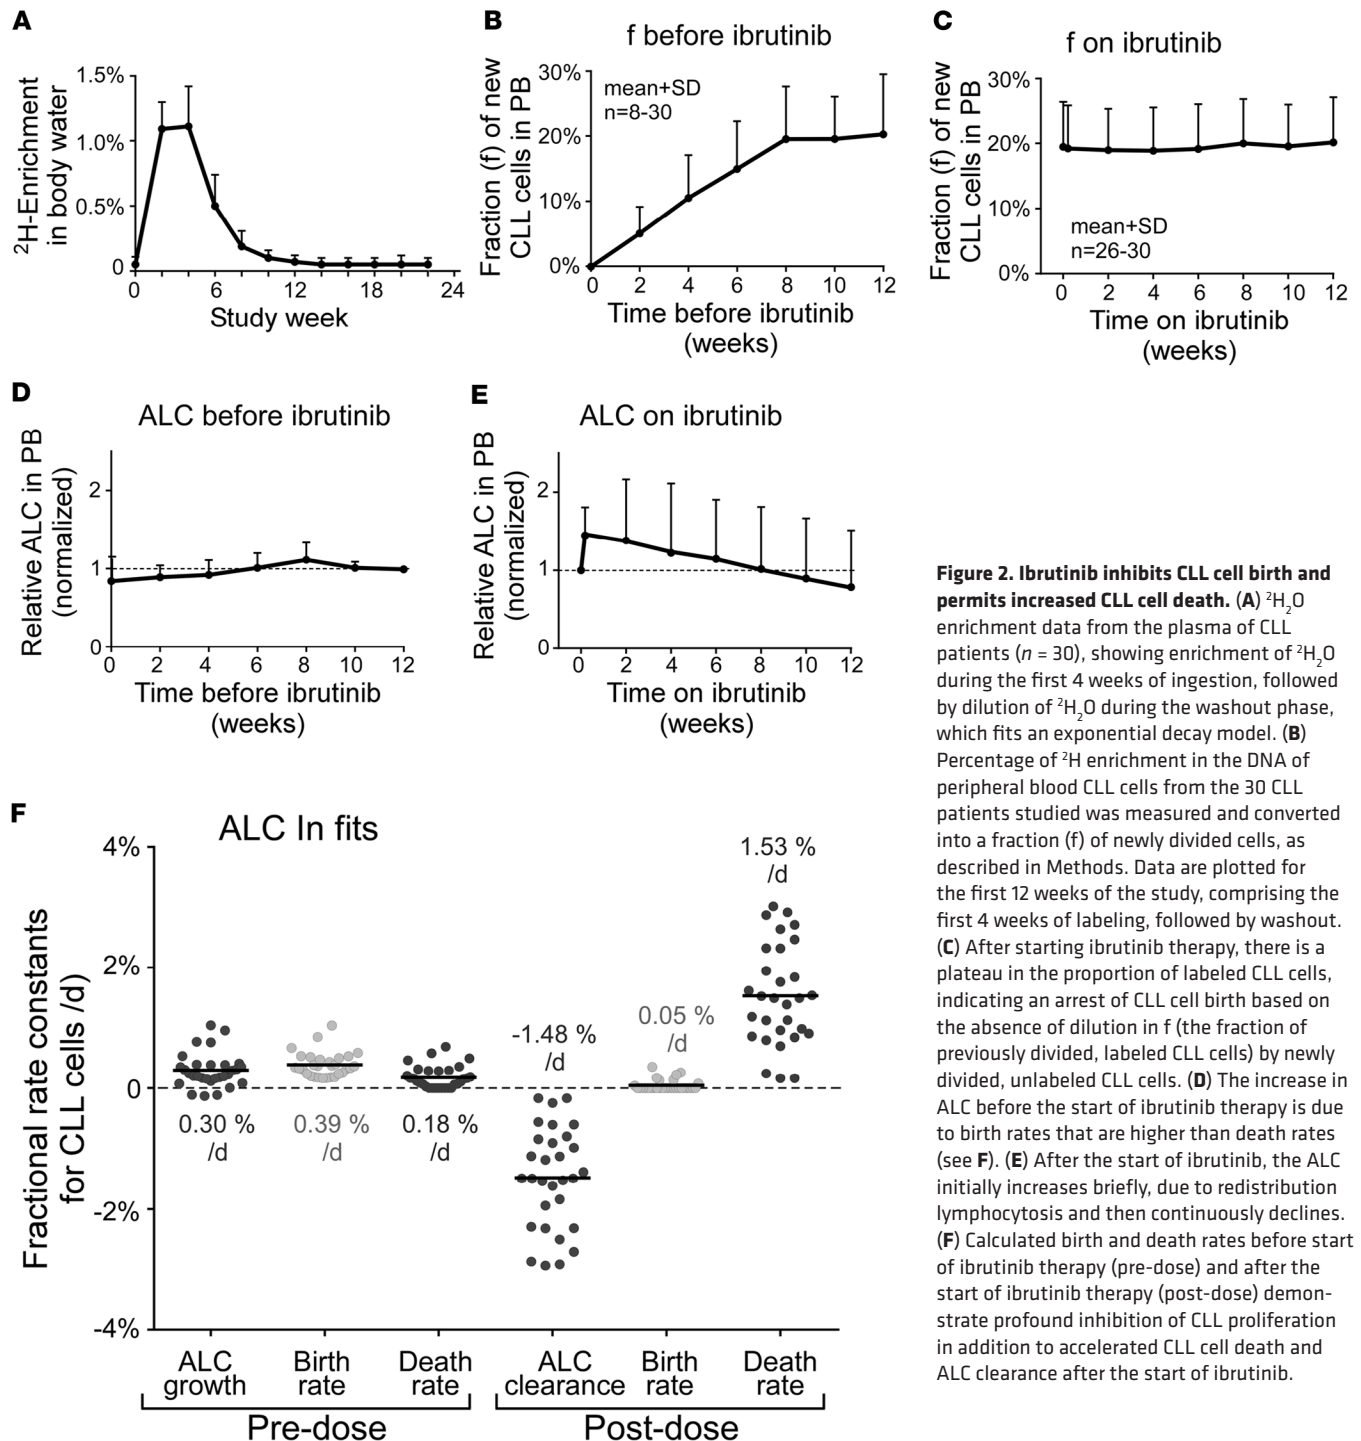 A
²H-Enrichment
in body water
1.5%
1.0%
0.5%
0
0 6 12 18 24
Study week
B
f before ibrutinib
Fraction (f) of new
CLL cells in PB
mean+SD
n=8-30
30%
20%
10%
0%
0 2 4 6 8 10 12
Time before ibrutinib
(weeks)
C
f on ibrutinib
Fraction (f) of new
CLL cells in PB
30%
20%
10%
0%
mean+SD
n=26-30
0 2 4 6 8 10 12
Time on ibrutinib
(weeks)
D
ALC before ibrutinib
Relative ALC in PB
(normalized)
2
1
0
0 2 4 6 8 10 12
Time before ibrutinib
(weeks)
E
ALC on ibrutinib
Relative ALC in PB
(normalized)
2
1
0
0 2 4 6 8 10 12
Time on ibrutinib
(weeks)
F
ALC ln fits
Fractional rate constants
for CLL cells /d)
4%
2%
0
-2%
-4%
0.30 %
/d
0.39 %
/d
0.18 %
/d
-1.48 %
/d
0.05 %
/d
1.53 %
/d
ALC
growth
Birth
rate
Death
rate
ALC
clearance
Birth
rate
Death
rate
Pre-dose
Post-dose
Figure 2. Ibrutinib inhibits CLL cell birth and
permits increased CLL cell death. (A) ²H₂O
enrichment data from the plasma of CLL
patients (n = 30), showing enrichment of ²H₂O
during the first 4 weeks of ingestion, followed
by dilution of ²H₂O during the washout phase,
which fits an exponential decay model. (B)
Percentage of ²H enrichment in the DNA of
peripheral blood CLL cells from the 30 CLL
patients studied was measured and converted
into a fraction (f) of newly divided cells, as
described in Methods. Data are plotted for
the first 12 weeks of the study, comprising the
first 4 weeks of labeling, followed by washout.
(C) After starting ibrutinib therapy, there is a
plateau in the proportion of labeled CLL cells,
indicating an arrest of CLL cell birth based on
the absence of dilution in f (the fraction of
previously divided, labeled CLL cells) by newly
divided, unlabeled CLL cells. (D) The increase in
ALC before the start of ibrutinib therapy is due
to birth rates that are higher than death rates
(see F). (E) After the start of ibrutinib, the ALC
initially increases briefly, due to redistribution
lymphocytosis and then continuously declines.
(F) Calculated birth and death rates before start
of ibrutinib therapy (pre-dose) and after the
start of ibrutinib therapy (post-dose) demon-
strate profound inhibition of CLL proliferation
in addition to accelerated CLL cell death and
ALC clearance after the start of ibrutinib.